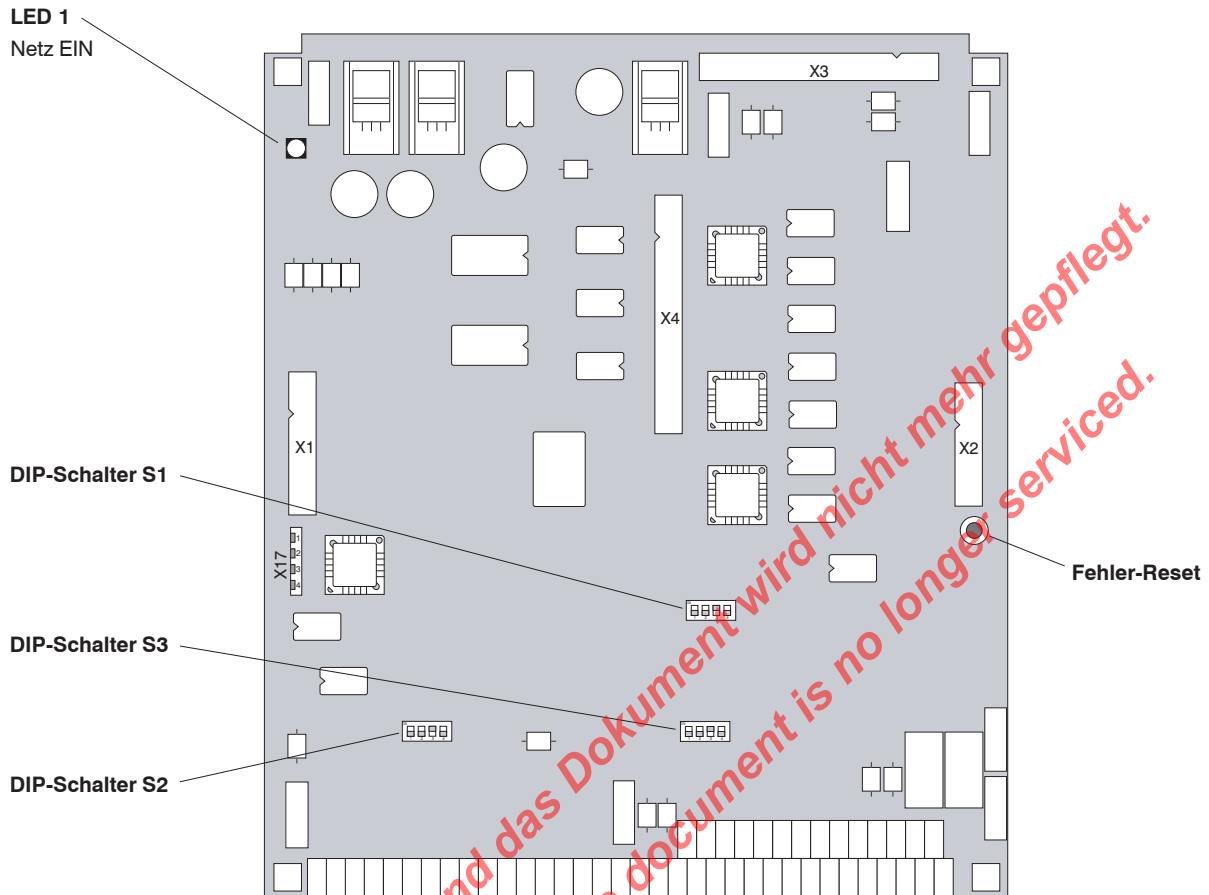 LED 1
Netz EIN
X3
X4
X1
X2
DIP-Schalter S1
X17
1
2
3
4
Fehler-Reset
DIP-Schalter S3
DIP-Schalter S2
nd das Dokument wird nicht mehr gepflegt.
document is no longer serviced.